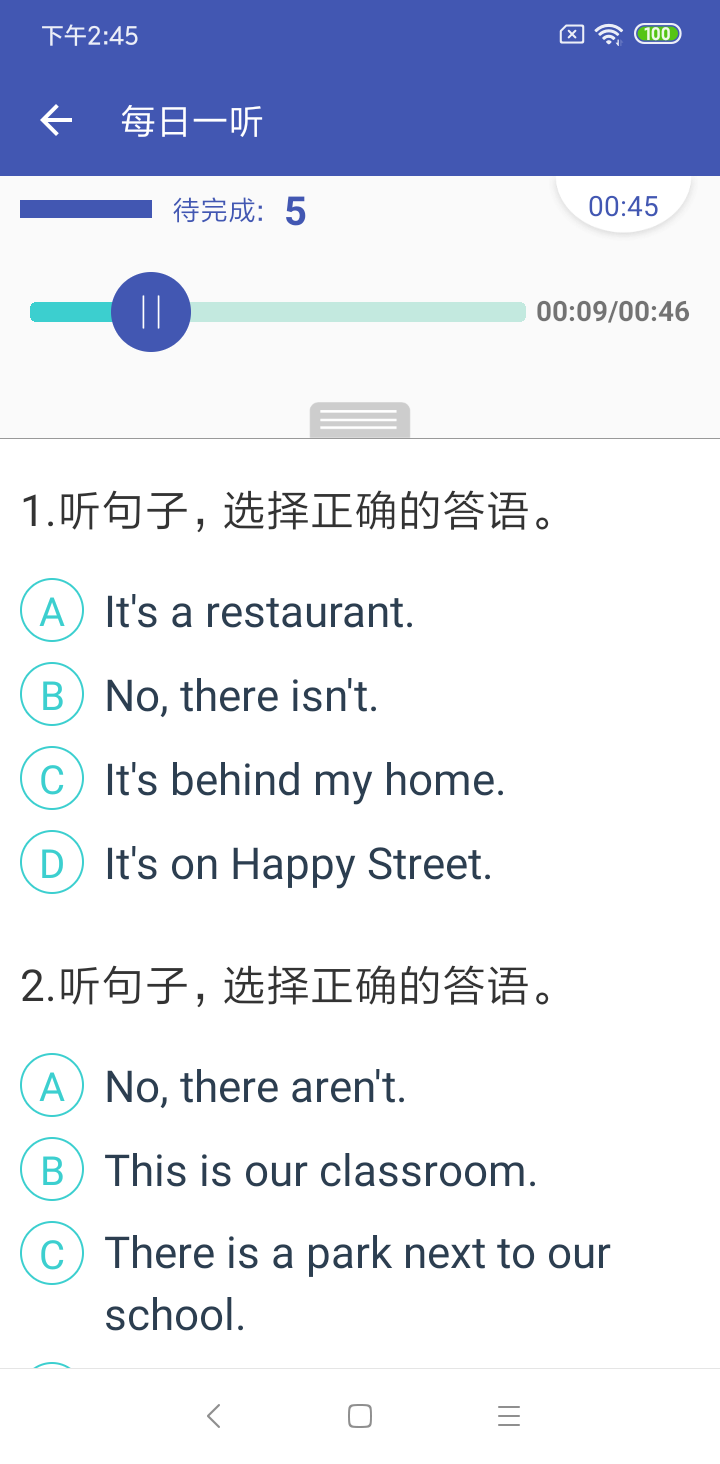 下午2:45
100
每日一听
待完成: 5
00:45
00:09/00:46
1.听句子，选择正确的答语。
A It's a restaurant.
B No, there isn't.
C It's behind my home.
D It's on Happy Street.
2.听句子，选择正确的答语。
A No, there aren't.
B This is our classroom.
C There is a park next to our
school.